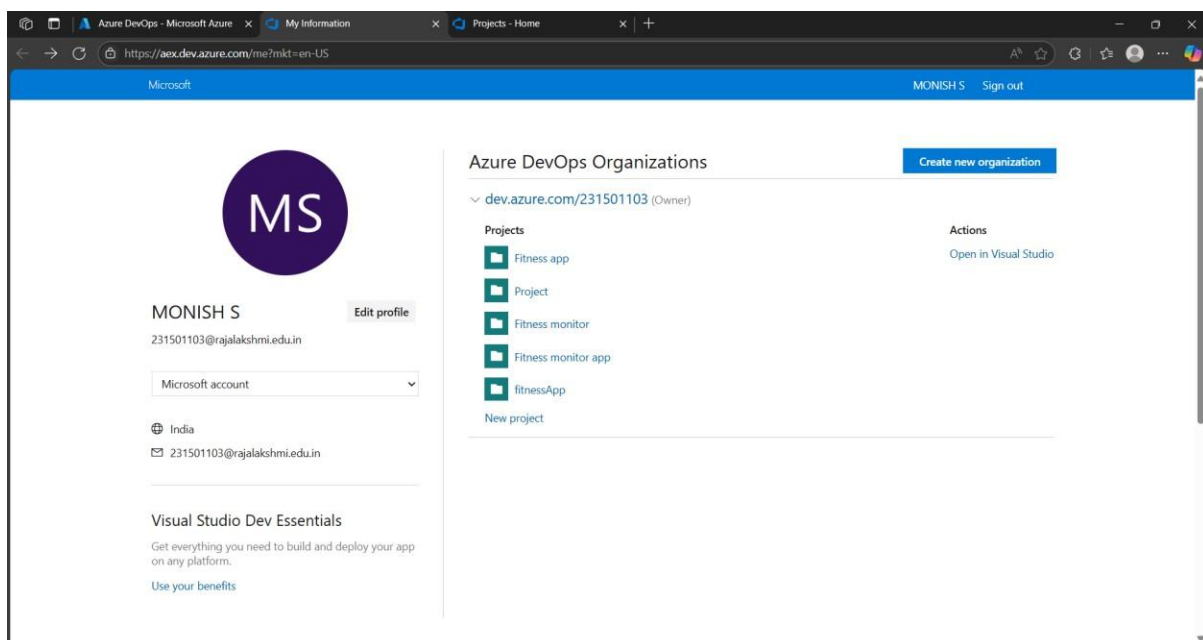 Azure DevOps - Microsoft Azure
My Information
Projects - Home
https://aex.dev.azure.com/me?mkt=en-US
Microsoft
MONISH S Sign out
MS
MONISH S
Edit profile
231501103@rajalakshmi.edu.in
Microsoft account
India
231501103@rajalakshmi.edu.in
Visual Studio Dev Essentials
Get everything you need to build and deploy your app
on any platform.
Use your benefits
Azure DevOps Organizations
Create new organization
dev.azure.com/231501103 (Owner)
Projects
Actions
Fitness app
Open in Visual Studio
Project
Fitness monitor
Fitness monitor app
fitnessApp
New project